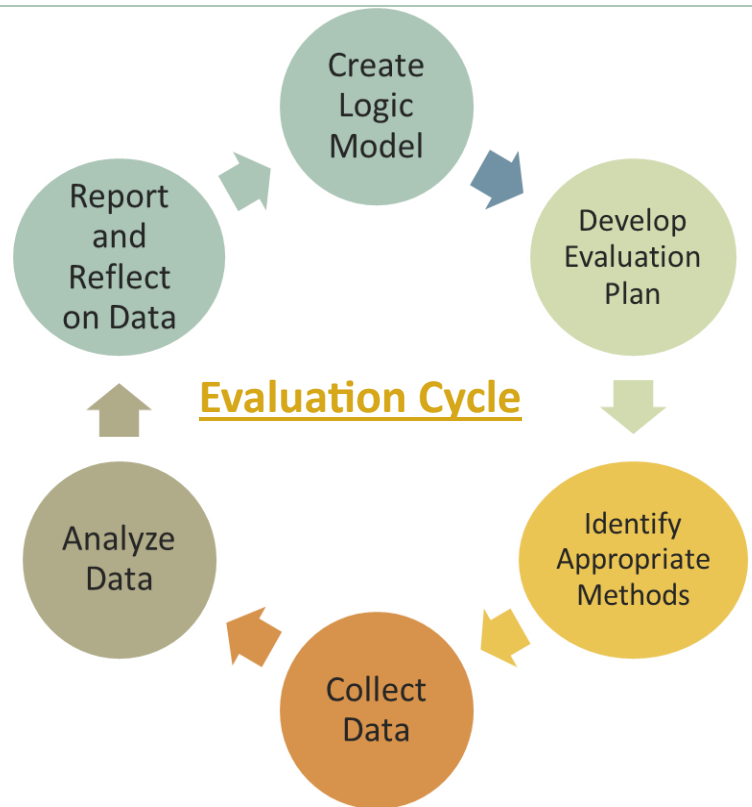 Create
Logic
Model
Develop
Evaluation
Plan
Identify
Appropriate
Methods
Collect
Data
Analyze
Data
Report
and
Reflect
on Data
Evaluation Cycle